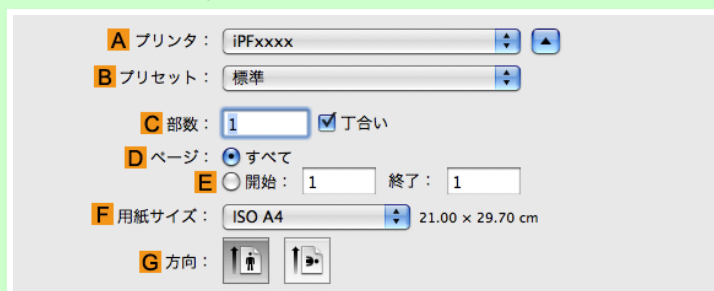 A プリンタ： iPFxxxx
B プリセット： 標準
C 部数： 1 丁合い
D ページ： すべて
E 開始： 1 終了： 1
F 用紙サイズ： ISO A4 21.00 × 29.70 cm
G 方向：